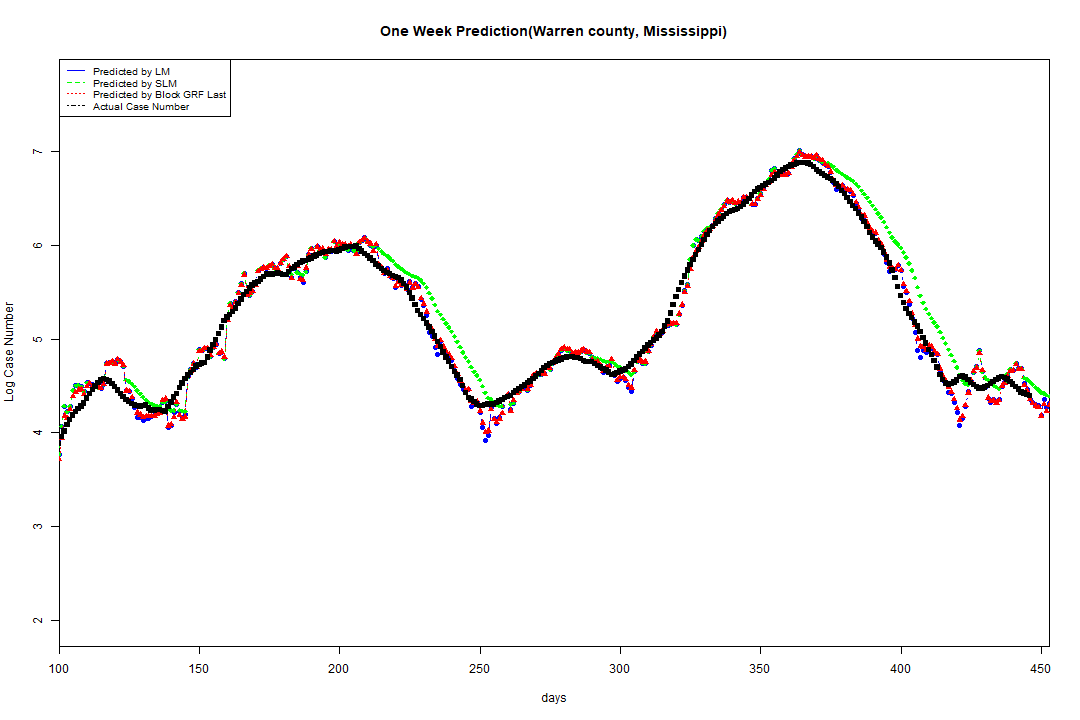 One Week Prediction(Warren county, Mississippi)
Predicted by LM
Predicted by SLM
Predicted by Block GRF Last
Actual Case Number
7
6
5
4
3
2
Log Case Number
100 150 200 250 300 350 400 450
days